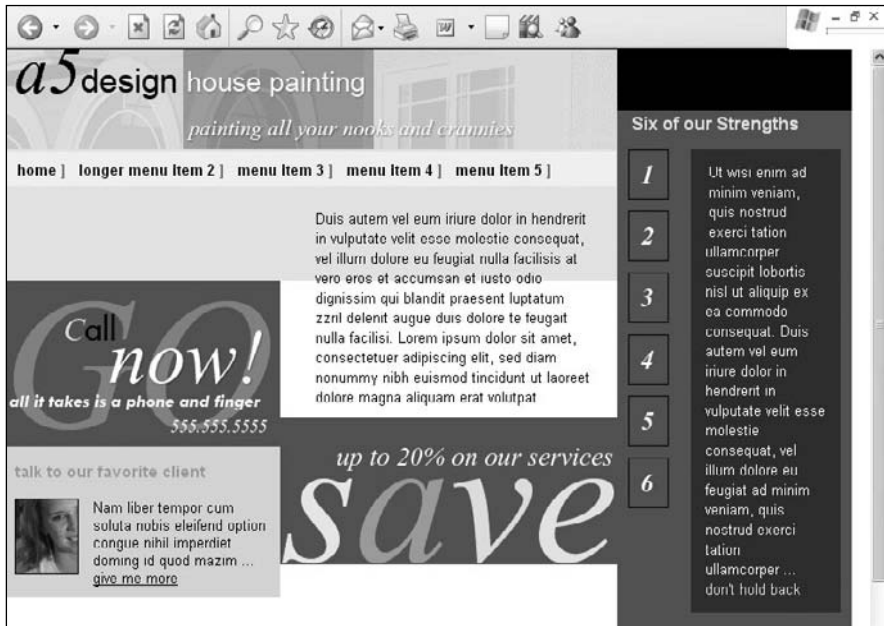 a5 design house painting
painting all your nooks and crannies
home ] longer menu Item 2 ] menu Item 3 ] menu Item 4 ] menu Item 5 ]
Duis autem vel eum iriure dolor in hendrerit
in vulputate velit esse molestie consequat,
vel illum dolore eu feugiat nulla facilisis at
vero eros et accumsan et iusto odio
dignissim qui blandit praesent luptatum
zzril delenit augue duis dolore te feugait
nulla facilisi. Lorem ipsum dolor sit amet,
consectetuer adipiscing elit, sed diam
nonummy nibh euismod tincidunt ut laoreet
dolore magna aliquam erat volutpat
GO
Call
now!
all it takes is a phone and finger
555.555.5555
talk to our favorite client
Nam liber tempor cum
soluta nobis eleifend option
congue nihil imperdiet
doming id quod mazim ...
give me more
up to 20% on our services
save
Six of our Strengths
1
2
3
4
5
6
Ut wisi enim ad
minim veniam,
quis nostrud
exerci tation
ullamcorper
suscipit lobortis
nisl ut aliquip ex
ea commodo
consequat. Duis
autem vel eum
iriure dolor in
hendrerit in
vulputate velit esse
molestie
consequat, vel
illum dolore eu
feugiat ad minim
veniam, quis
nostrud exerci
tation
ullamcorper ...
don't hold back